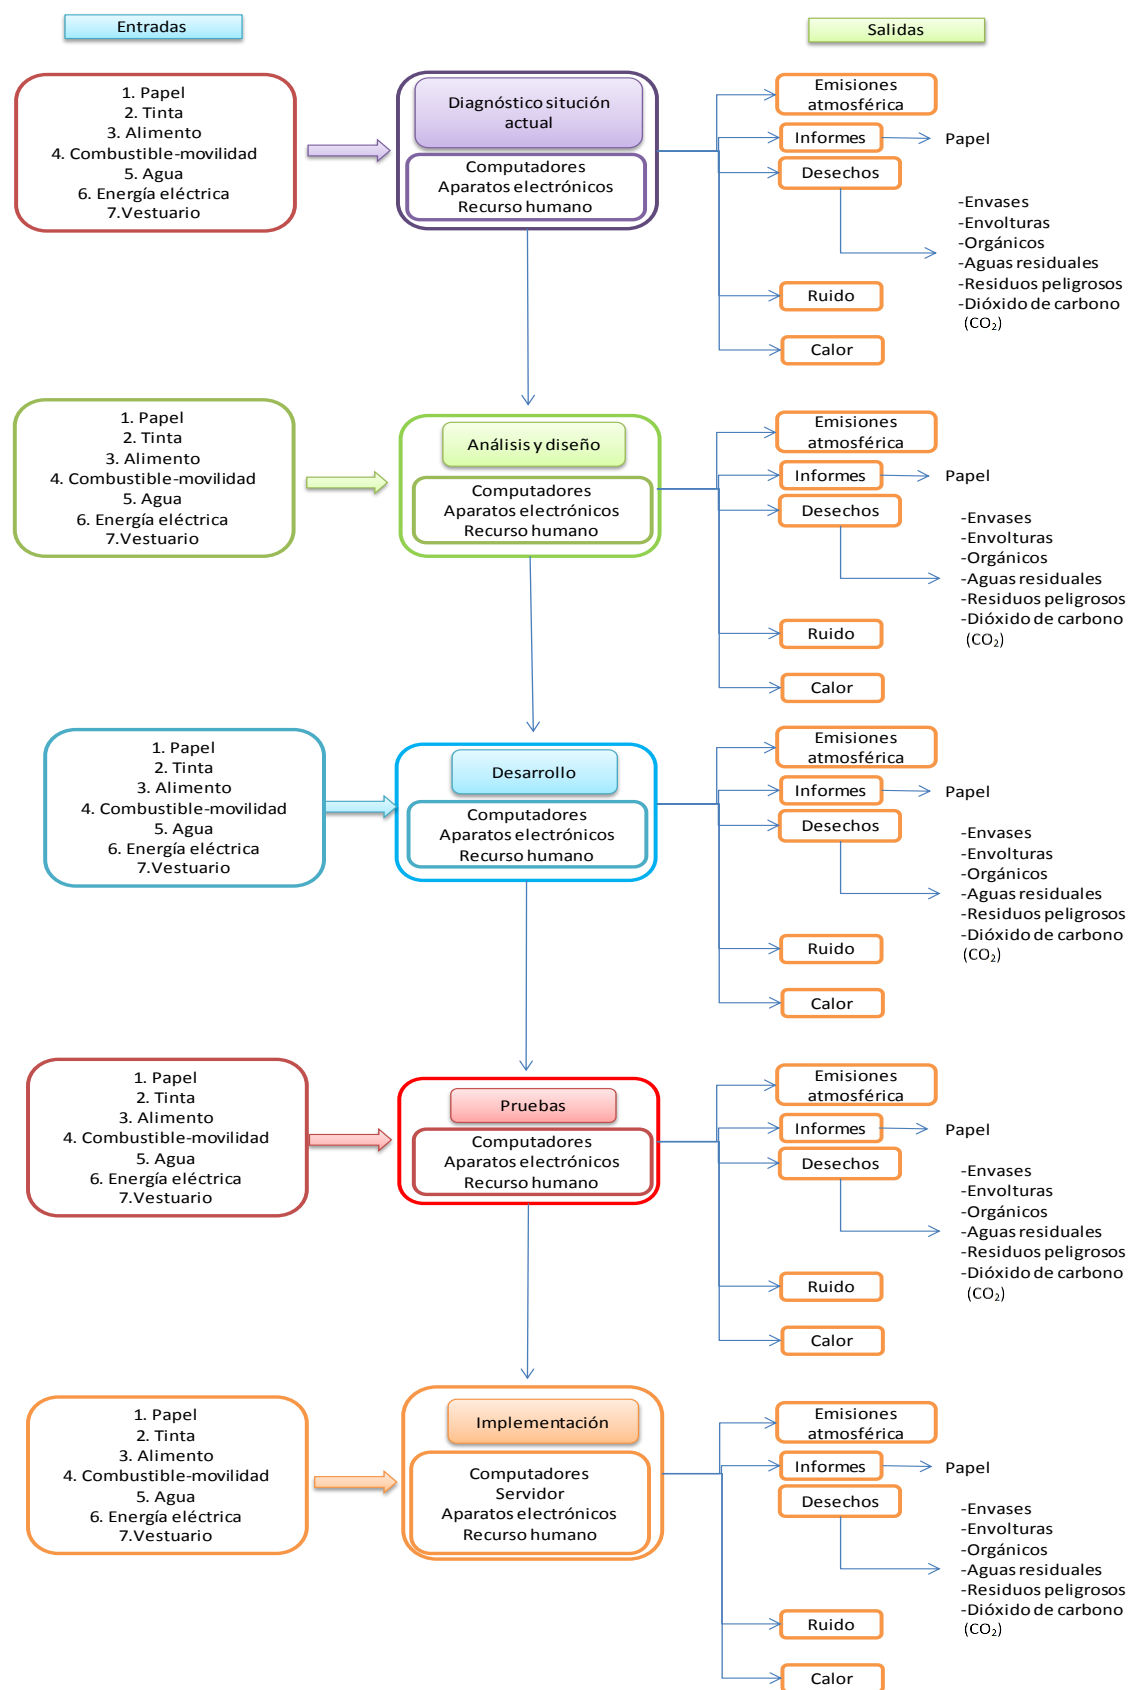 Entradas
Salidas
1. Papel
2. Tinta
3. Alimento
4. Combustible-movilidad
5. Agua
6. Energía eléctrica
7.Vestuario
Diagnóstico situción
actual
Computadores
Aparatos electrónicos
Recurso humano
Emisiones
atmosférica
Informes
Papel
Desechos
-Envases
-Envolturas
-Orgánicos
-Aguas residuales
-Residuos peligrosos
-Dióxido de carbono
(CO₂)
Ruido
Calor
1. Papel
2. Tinta
3. Alimento
4. Combustible-movilidad
5. Agua
6. Energía eléctrica
7.Vestuario
Análisis y diseño
Computadores
Aparatos electrónicos
Recurso humano
Emisiones
atmosférica
Informes
Papel
Desechos
-Envases
-Envolturas
-Orgánicos
-Aguas residuales
-Residuos peligrosos
-Dióxido de carbono
(CO₂)
Ruido
Calor
1. Papel
2. Tinta
3. Alimento
4. Combustible-movilidad
5. Agua
6. Energía eléctrica
7.Vestuario
Desarrollo
Computadores
Aparatos electrónicos
Recurso humano
Emisiones
atmosférica
Informes
Papel
Desechos
-Envases
-Envolturas
-Orgánicos
-Aguas residuales
-Residuos peligrosos
-Dióxido de carbono
(CO₂)
Ruido
Calor
1. Papel
2. Tinta
3. Alimento
4. Combustible-movilidad
5. Agua
6. Energía eléctrica
7.Vestuario
Pruebas
Computadores
Aparatos electrónicos
Recurso humano
Emisiones
atmosférica
Informes
Papel
Desechos
-Envases
-Envolturas
-Orgánicos
-Aguas residuales
-Residuos peligrosos
-Dióxido de carbono
(CO₂)
Ruido
Calor
1. Papel
2. Tinta
3. Alimento
4. Combustible-movilidad
5. Agua
6. Energía eléctrica
7.Vestuario
Implementación
Computadores
Servidor
Aparatos electrónicos
Recurso humano
Emisiones
atmosférica
Informes
Papel
Desechos
-Envases
-Envolturas
-Orgánicos
-Aguas residuales
-Residuos peligrosos
-Dióxido de carbono
(CO₂)
Ruido
Calor